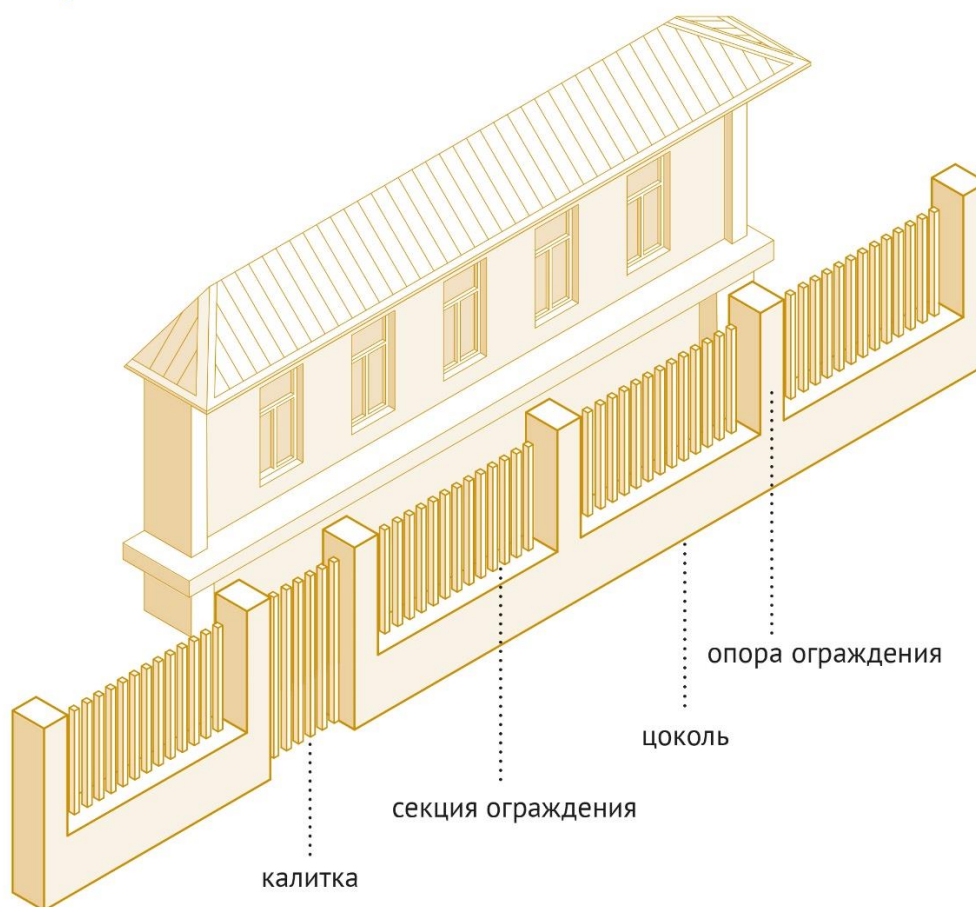 опора ограждения
цоколь
секция ограждения
калитка